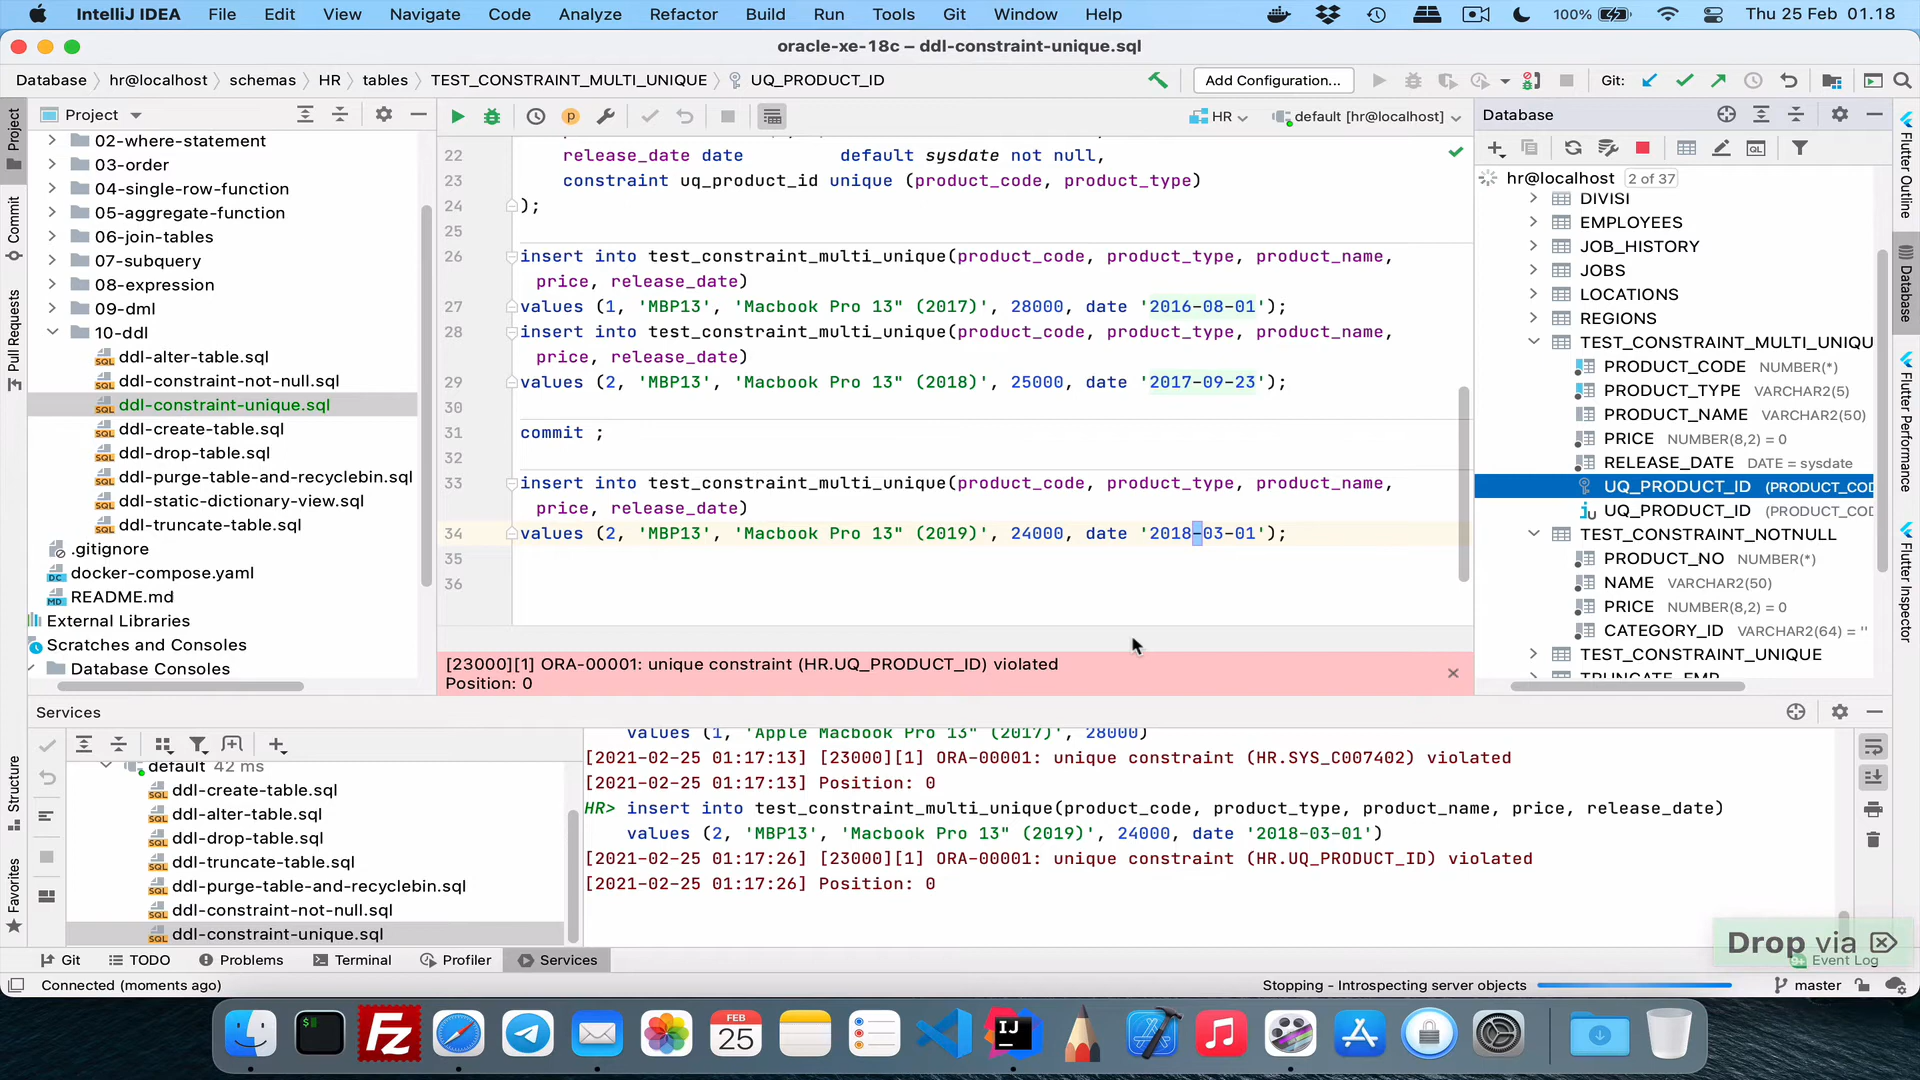 IntelliJ IDEA File Edit View Navigate Code Analyze Refactor Build Run Tools Git Window Help 100% Thu 25 Feb 01.18
oracle-xe-18c – ddl-constraint-unique.sql
Database hr@localhost schemas HR tables TEST_CONSTRAINT_MULTI_UNIQUE UQ_PRODUCT_ID Add Configuration... Git:
Project
Commit
Pull Requests
Structure
Favorites
Project
02-where-statement
03-order
04-single-row-function
05-aggregate-function
06-join-tables
07-subquery
08-expression
09-dml
10-ddl
ddl-alter-table.sql
ddl-constraint-not-null.sql
ddl-constraint-unique.sql
ddl-create-table.sql
ddl-drop-table.sql
ddl-purge-table-and-recyclebin.sql
ddl-static-dictionary-view.sql
ddl-truncate-table.sql
.gitignore
docker-compose.yaml
README.md
External Libraries
Scratches and Consoles
Database Consoles
HR default [hr@localhost]
22 release_date date default sysdate not null,
23 constraint uq_product_id unique (product_code, product_type)
24 );
25
26 insert into test_constraint_multi_unique(product_code, product_type, product_name,
price, release_date)
27 values (1, 'MBP13', 'Macbook Pro 13" (2017)', 28000, date '2016-08-01');
28 insert into test_constraint_multi_unique(product_code, product_type, product_name,
price, release_date)
29 values (2, 'MBP13', 'Macbook Pro 13" (2018)', 25000, date '2017-09-23');
30
31 commit ;
32
33 insert into test_constraint_multi_unique(product_code, product_type, product_name,
price, release_date)
34 values (2, 'MBP13', 'Macbook Pro 13" (2019)', 24000, date '2018-03-01');
35
36
[23000][1] ORA-00001: unique constraint (HR.UQ_PRODUCT_ID) violated
Position: 0
Database
hr@localhost 2 of 37
DIVISI
EMPLOYEES
JOB_HISTORY
JOBS
LOCATIONS
REGIONS
TEST_CONSTRAINT_MULTI_UNIQU
PRODUCT_CODE NUMBER(*)
PRODUCT_TYPE VARCHAR2(5)
PRODUCT_NAME VARCHAR2(50)
PRICE NUMBER(8,2) = 0
RELEASE_DATE DATE = sysdate
UQ_PRODUCT_ID (PRODUCT_COD
UQ_PRODUCT_ID (PRODUCT_COD
TEST_CONSTRAINT_NOTNULL
PRODUCT_NO NUMBER(*)
NAME VARCHAR2(50)
PRICE NUMBER(8,2) = 0
CATEGORY_ID VARCHAR2(64) = ''
TEST_CONSTRAINT_UNIQUE
TRUNCATE_EMP
Flutter Outline
Database
Flutter Performance
Flutter Inspector
Services
default 42 ms
ddl-create-table.sql
ddl-alter-table.sql
ddl-drop-table.sql
ddl-truncate-table.sql
ddl-purge-table-and-recyclebin.sql
ddl-constraint-not-null.sql
ddl-constraint-unique.sql
values (1, 'Apple Macbook Pro 13" (2017)', 28000)
[2021-02-25 01:17:13] [23000][1] ORA-00001: unique constraint (HR.SYS_C007402) violated
[2021-02-25 01:17:13] Position: 0
HR> insert into test_constraint_multi_unique(product_code, product_type, product_name, price, release_date)
values (2, 'MBP13', 'Macbook Pro 13" (2019)', 24000, date '2018-03-01')
[2021-02-25 01:17:26] [23000][1] ORA-00001: unique constraint (HR.UQ_PRODUCT_ID) violated
[2021-02-25 01:17:26] Position: 0
Drop via
Git TODO Problems Terminal Profiler Services 9+ Event Log
Connected (moments ago) Stopping - Introspecting server objects master
FEB
25